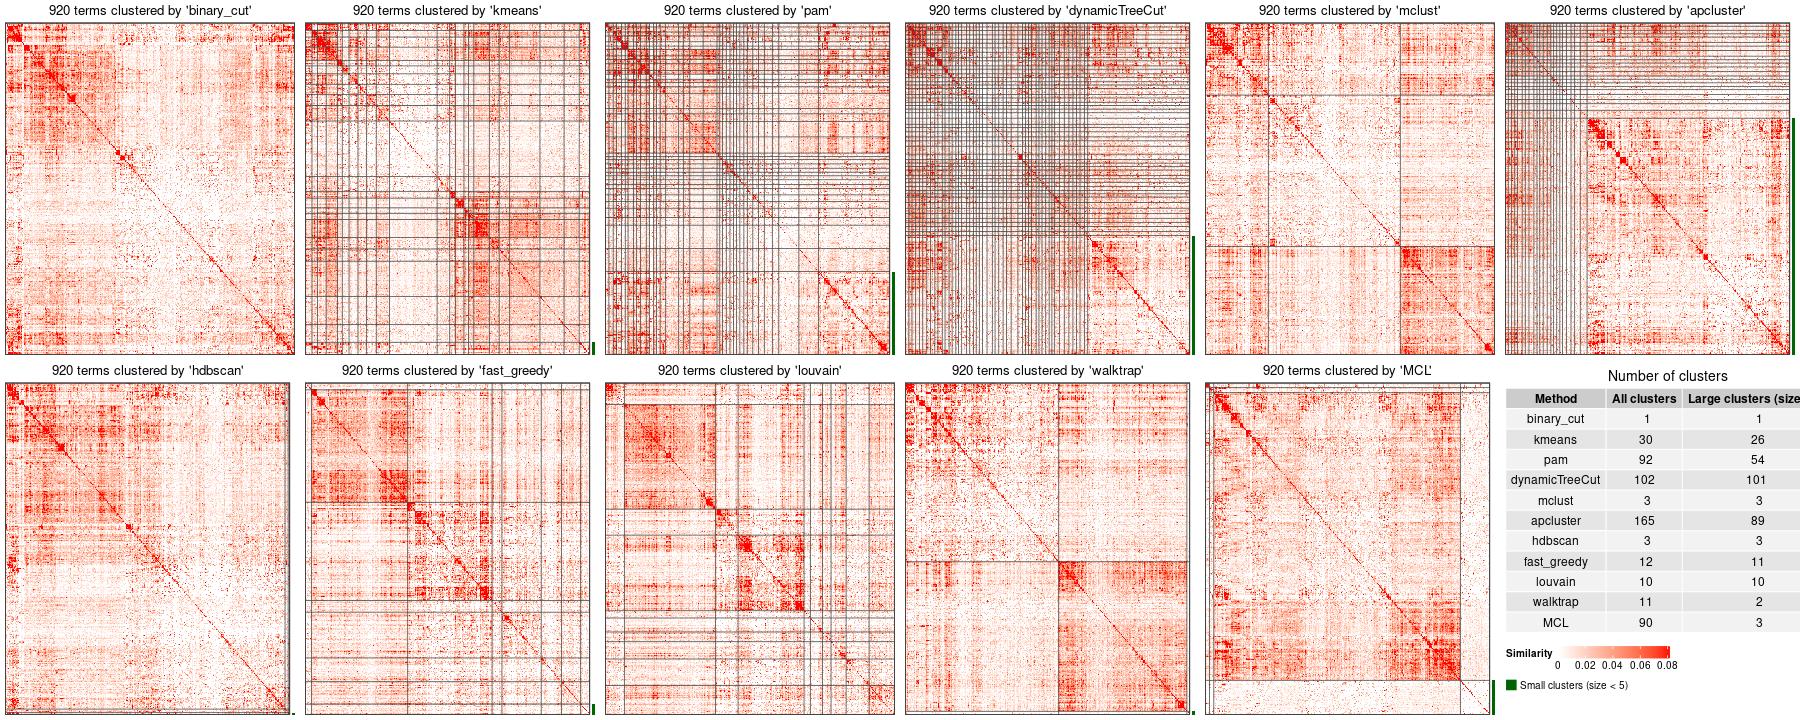 920 terms clustered by 'binary_cut'
920 terms clustered by 'kmeans'
920 terms clustered by 'pam'
920 terms clustered by 'dynamicTreeCut'
920 terms clustered by 'mclust'
920 terms clustered by 'apcluster'
920 terms clustered by 'hdbscan'
920 terms clustered by 'fast_greedy'
920 terms clustered by 'louvain'
920 terms clustered by 'walktrap'
920 terms clustered by 'MCL'
Number of clusters
Method All clusters Large clusters (size
binary_cut 1 1
kmeans 30 26
pam 92 54
dynamicTreeCut 102 101
mclust 3 3
apcluster 165 89
hdbscan 3 3
fast_greedy 12 11
louvain 10 10
walktrap 11 2
MCL 90 3
Similarity
0 0.02 0.04 0.06 0.08
Small clusters (size < 5)